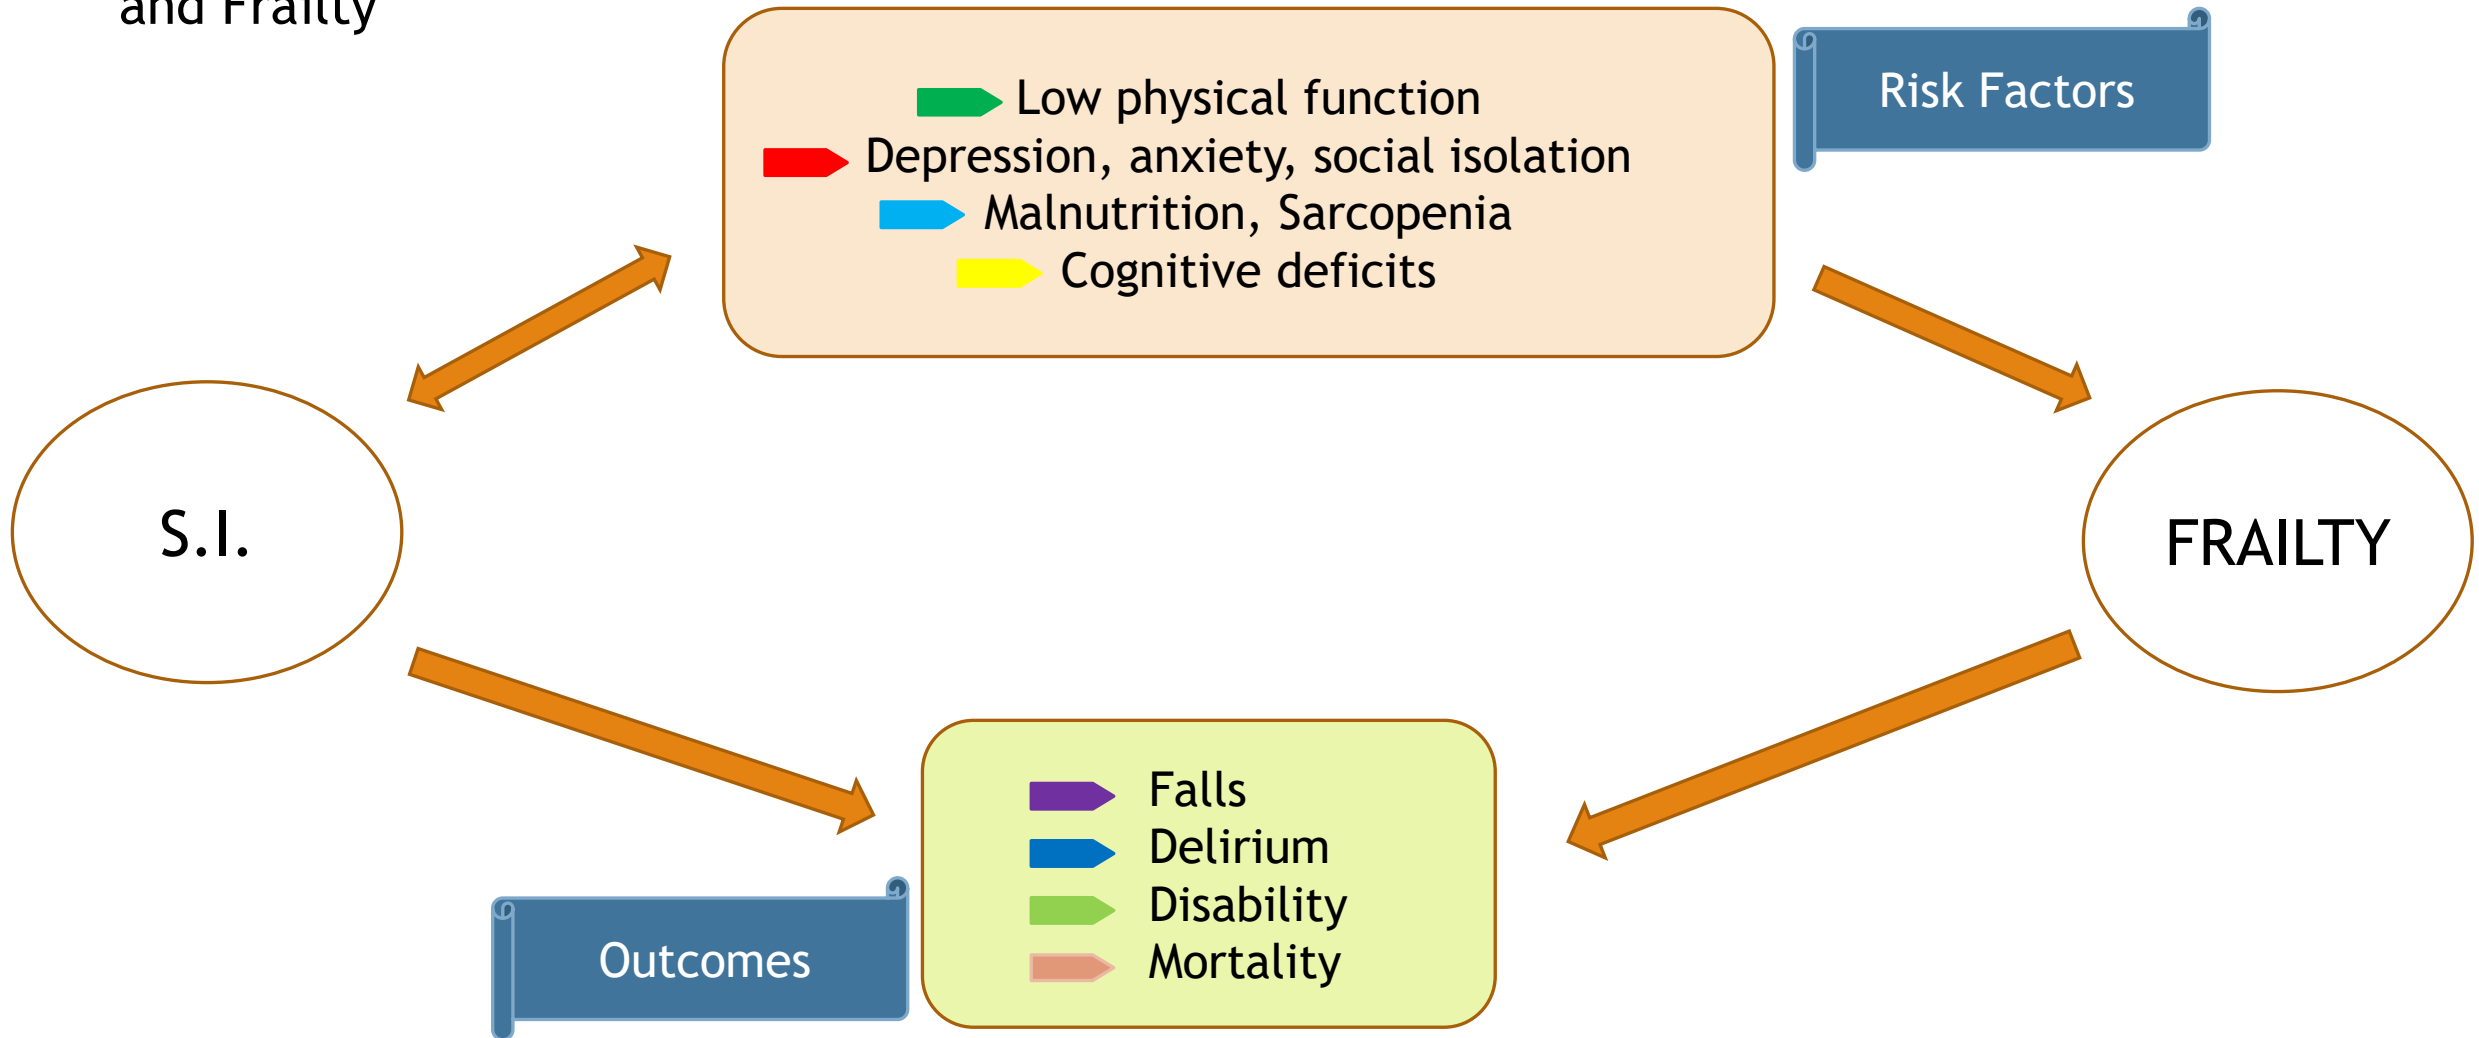 and Frailty
Low physical function
Depression, anxiety, social isolation
Malnutrition, Sarcopenia
Cognitive deficits
Risk Factors
S.I.
FRAILTY
Falls
Delirium
Disability
Mortality
Outcomes